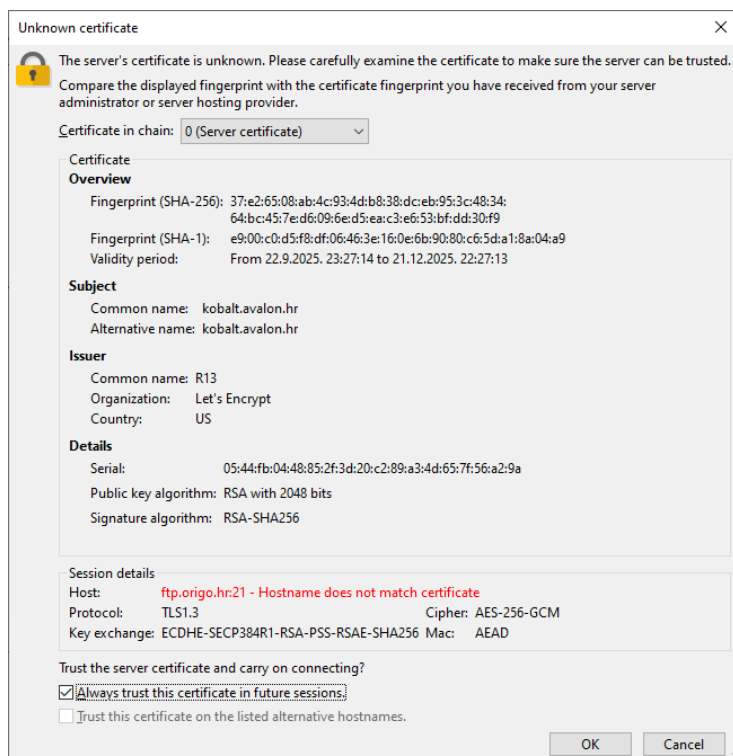 Unknown certificate
The server's certificate is unknown. Please carefully examine the certificate to make sure the server can be trusted.
Compare the displayed fingerprint with the certificate fingerprint you have received from your server
administrator or server hosting provider.
Certificate in chain: 0 (Server certificate)
Certificate
Overview
Fingerprint (SHA-256): 37:e2:65:08:ab:4c:93:4d:b8:38:dc:eb:95:3c:48:34:
64:bc:45:7e:d6:09:6e:d5:ea:c3:e6:53:bf:dd:30:f9
Fingerprint (SHA-1): e9:00:c0:d5:f8:df:06:46:3e:16:0e:6b:90:80:c6:5d:a1:8a:04:a9
Validity period: From 22.9.2025. 23:27:14 to 21.12.2025. 22:27:13
Subject
Common name: kobalt.avalon.hr
Alternative name: kobalt.avalon.hr
Issuer
Common name: R13
Organization: Let's Encrypt
Country: US
Details
Serial: 05:44:fb:04:48:85:2f:3d:20:c2:89:a3:4d:65:7f:56:a2:9a
Public key algorithm: RSA with 2048 bits
Signature algorithm: RSA-SHA256
Session details
Host: ftp.origo.hr:21 - Hostname does not match certificate
Protocol: TLS1.3 Cipher: AES-256-GCM
Key exchange: ECDHE-SECP384R1-RSA-PSS-RSAE-SHA256 Mac: AEAD
Trust the server certificate and carry on connecting?
Always trust this certificate in future sessions.
Trust this certificate on the listed alternative hostnames.
OK Cancel